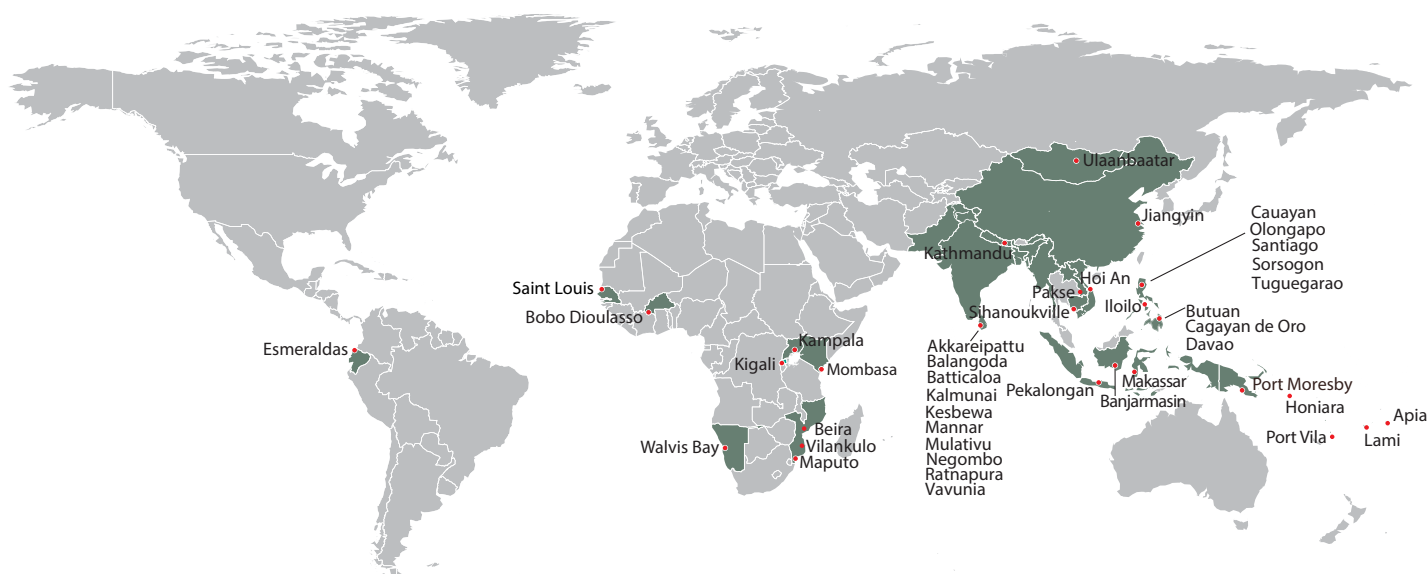 Ulaanbaatar
Jiangyin
Cauayan
Olongapo
Santiago
Sorsogon
Tuguegarao
Kathmandu
Hoi An
Pakse
Saint Louis
Sihanoukville
Iloilo
Bobo Dioulasso
Butuan
Cagayan de Oro
Davao
Kampala
Esmeraldas
Kigali
Mombasa
Akkareipattu
Balangoda
Batticaloa
Kalmunai
Kesbewa
Mannar
Mulativu
Negombo
Ratnapura
Vavunia
Pekalongan
Makassar
Banjarmasin
Port Moresby
Honiara
Apia
Port Vila
Lami
Beira
Walvis Bay
Vilankulo
Maputo